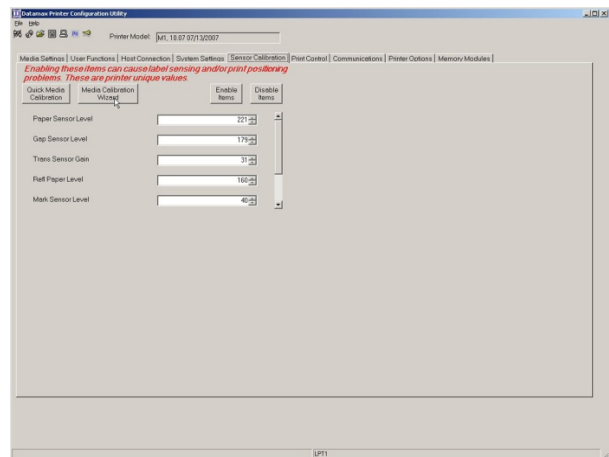 Datamax Printer Configuration Utility
File Help
Printer Model: M1, 10.07 07/13/2007
Media Settings User Functions Host Connection System Settings Sensor Calibration Print Control Communications Printer Options Memory Modules
Enabling these items can cause label sensing and/or print positioning
problems. These are printer unique values.
Quick Media Calibration
Media Calibration Wizard
Enable Items
Disable Items
Paper Sensor Level 221
Gap Sensor Level 179
Trans Sensor Gain 31
Refl Paper Level 160
Mark Sensor Level 40
LPT1